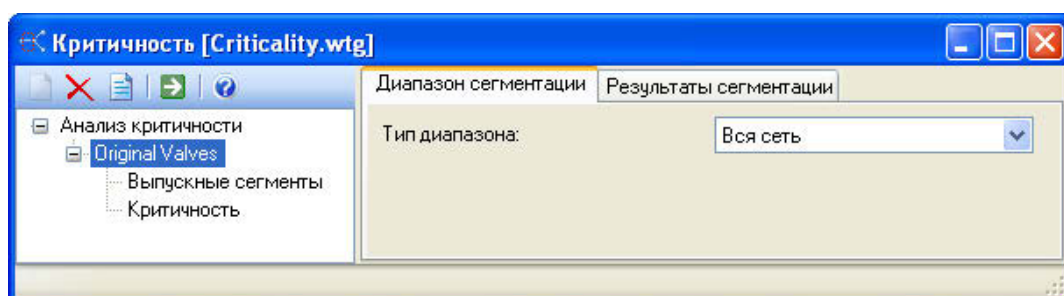 Критичность [Criticality.wtg]
Диапазон сегментации Результаты сегментации
Анализ критичности
Тип диапазона: Вся сеть
Original Valves
Выпускные сегменты
Критичность